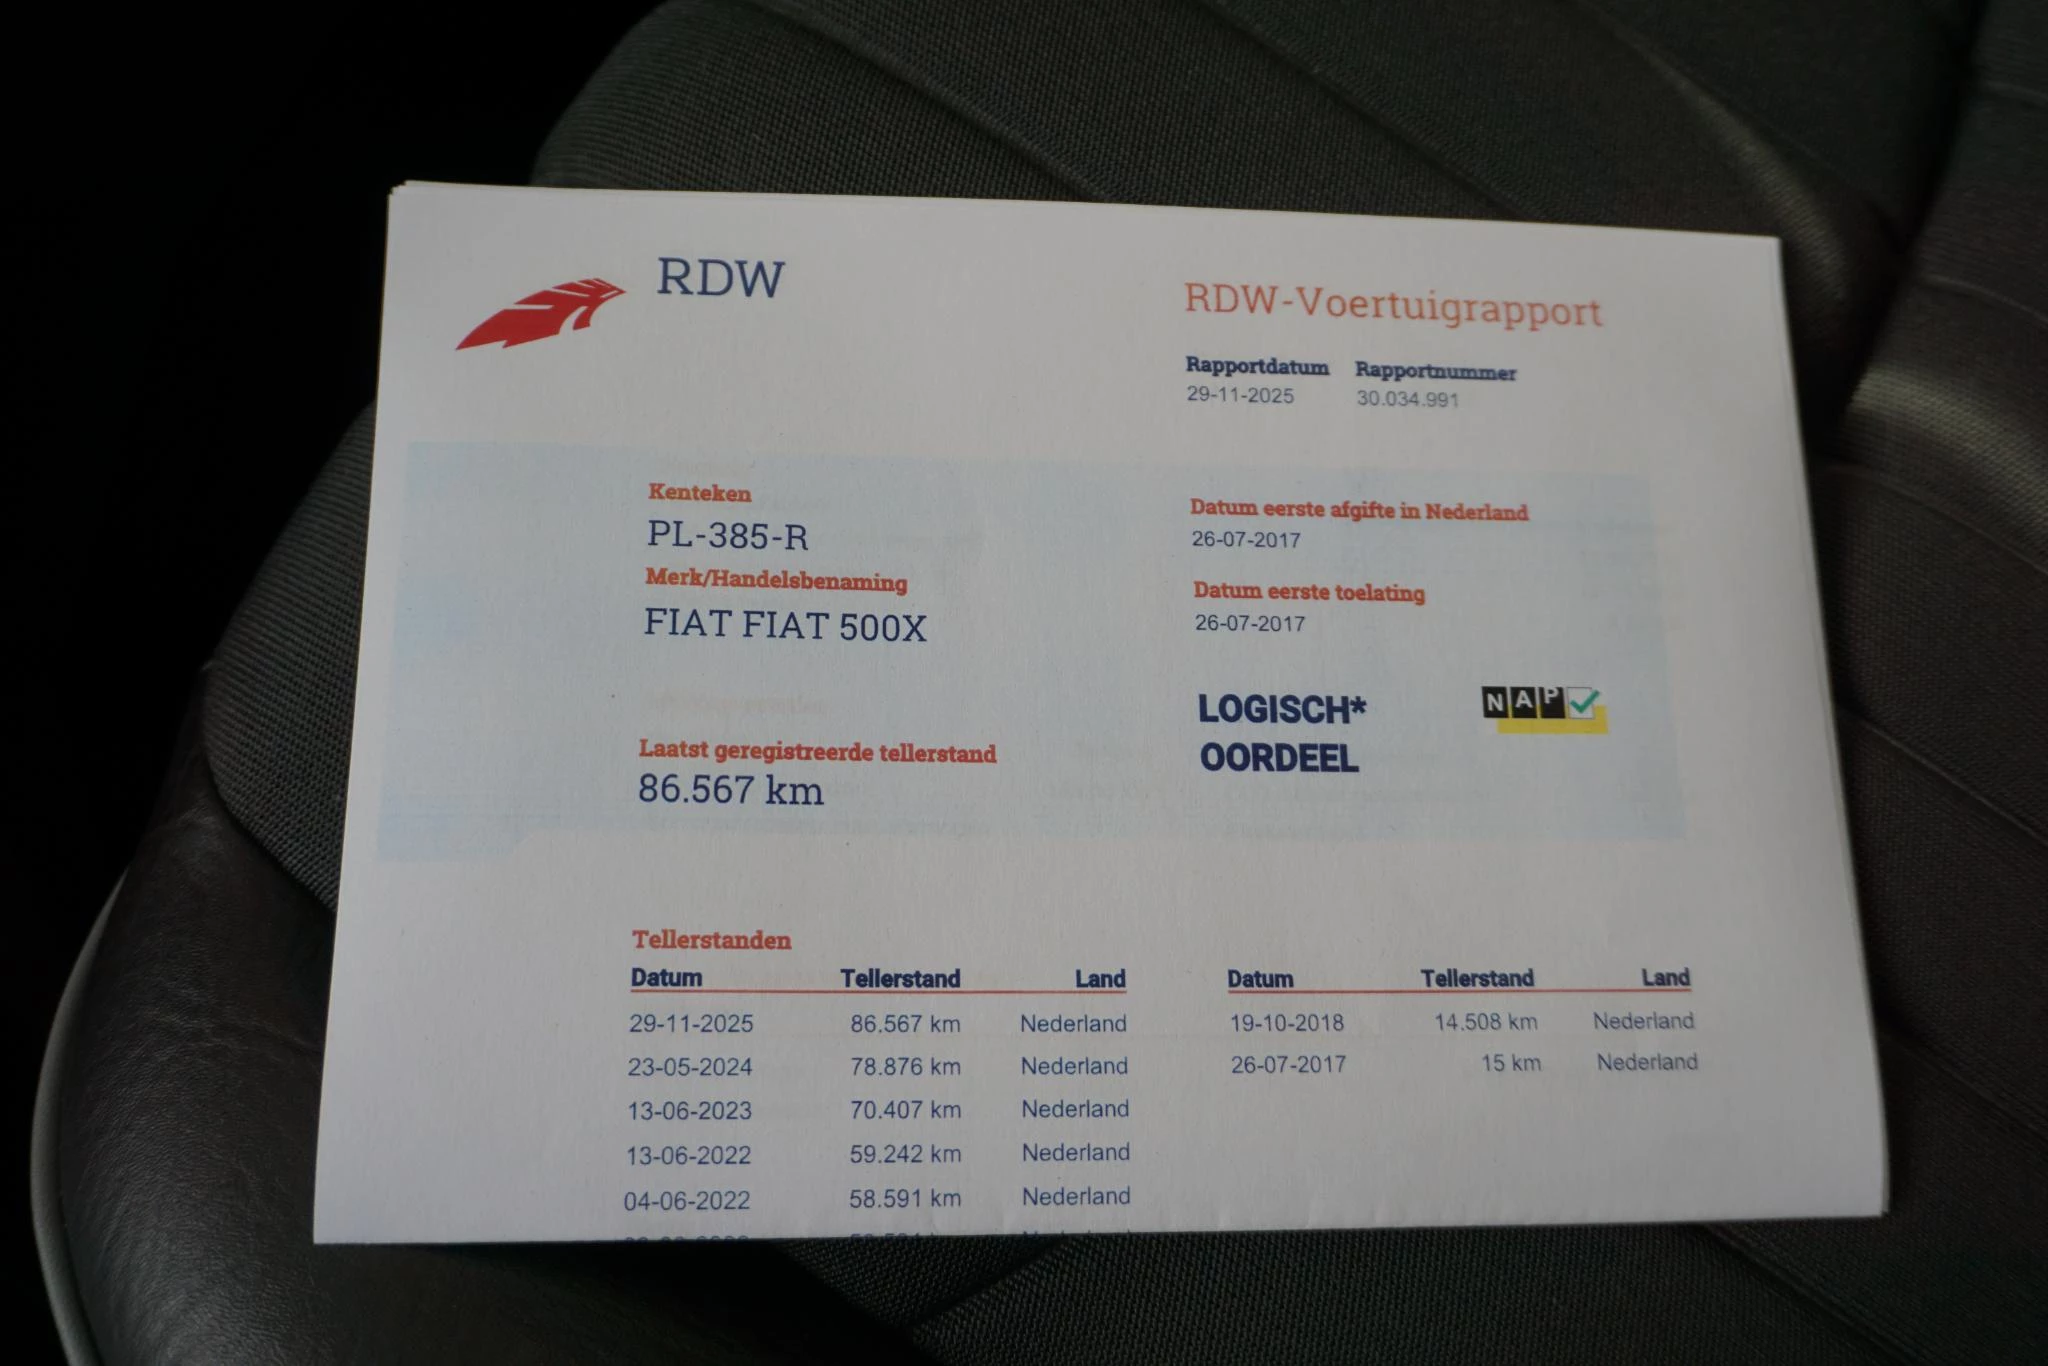 RDW
RDW-Voertuigrapport
Rapportdatum Rapportnummer
29-11-2025 30.034.991
Kenteken
PL-385-R
Merk/Handelsbenaming
FIAT FIAT 500X
Laatst geregistreerde tellerstand
86.567 km
Datum eerste afgifte in Nederland
26-07-2017
Datum eerste toelating
26-07-2017
LOGISCH*
OORDEEL
NAP
Tellerstanden
Datum Tellerstand Land
29-11-2025 86.567 km Nederland
23-05-2024 78.876 km Nederland
13-06-2023 70.407 km Nederland
13-06-2022 59.242 km Nederland
04-06-2022 58.591 km Nederland
Datum Tellerstand Land
19-10-2018 14.508 km Nederland
26-07-2017 15 km Nederland